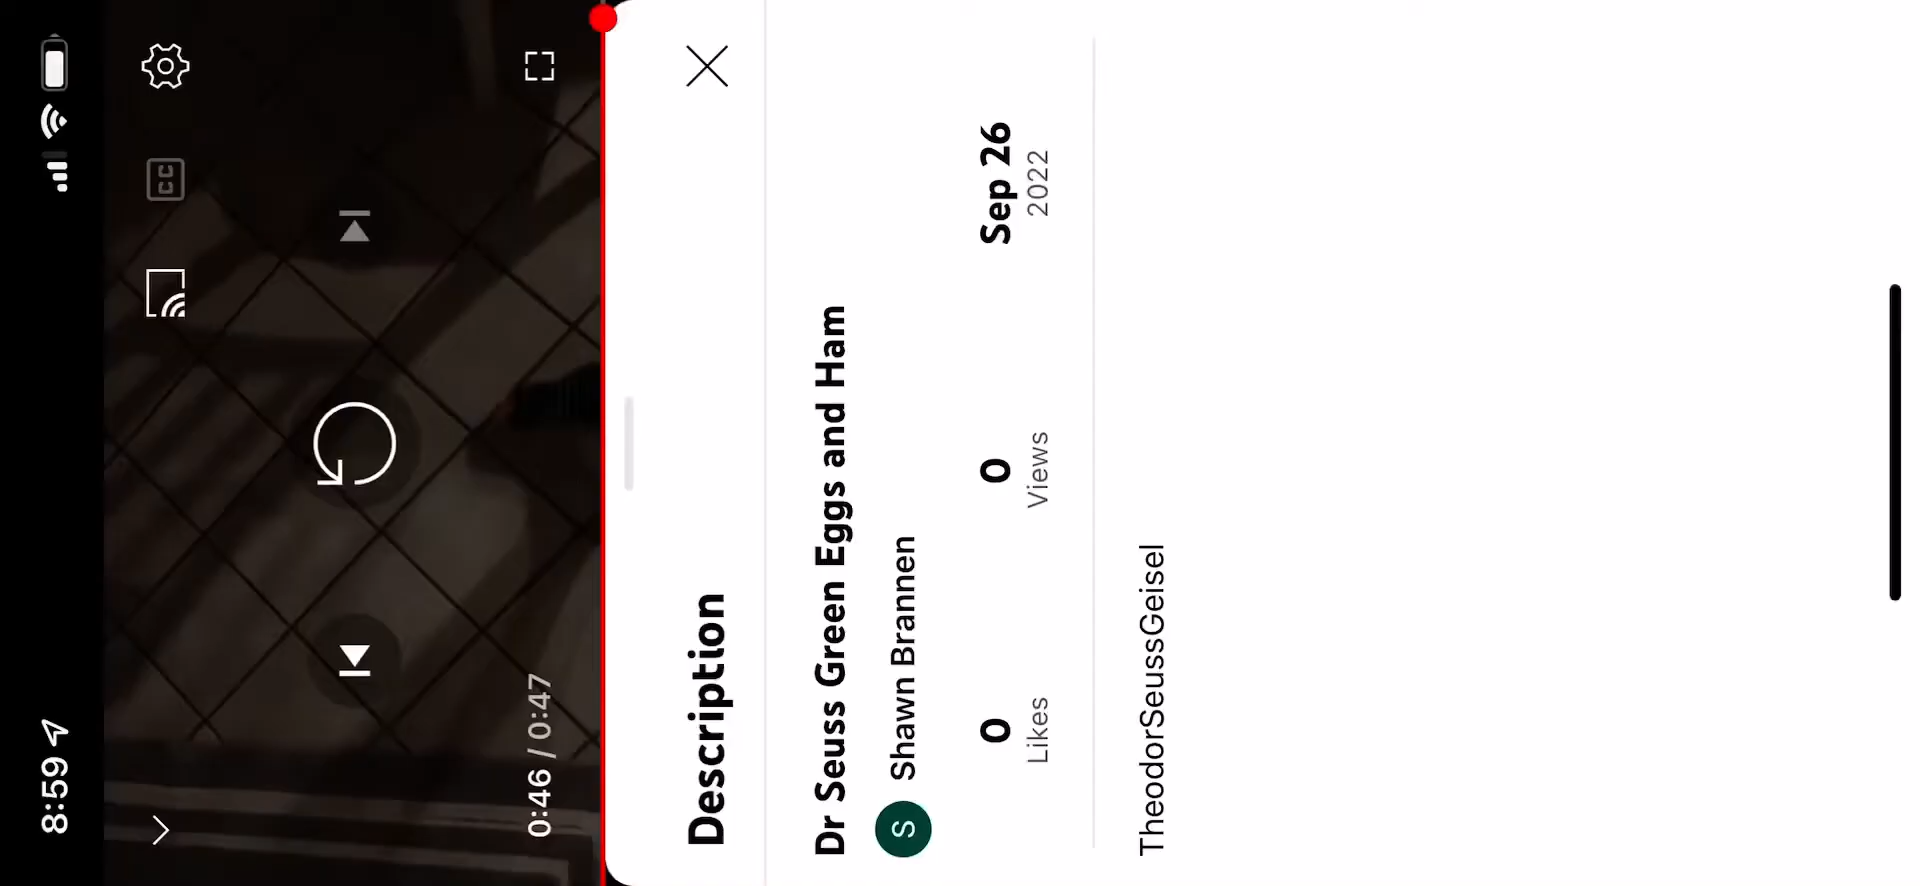 8:59
CC
0:46 / 0:47
Description
Dr Seuss Green Eggs and Ham
S Shawn Brannen
0 0 Sep 26
Likes Views 2022
TheodorSeussGeisel